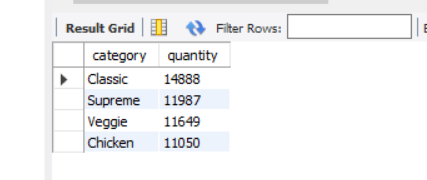 Result Grid Filter Rows:
category quantity
Classic 14888
Supreme 11987
Veggie 11649
Chicken 11050